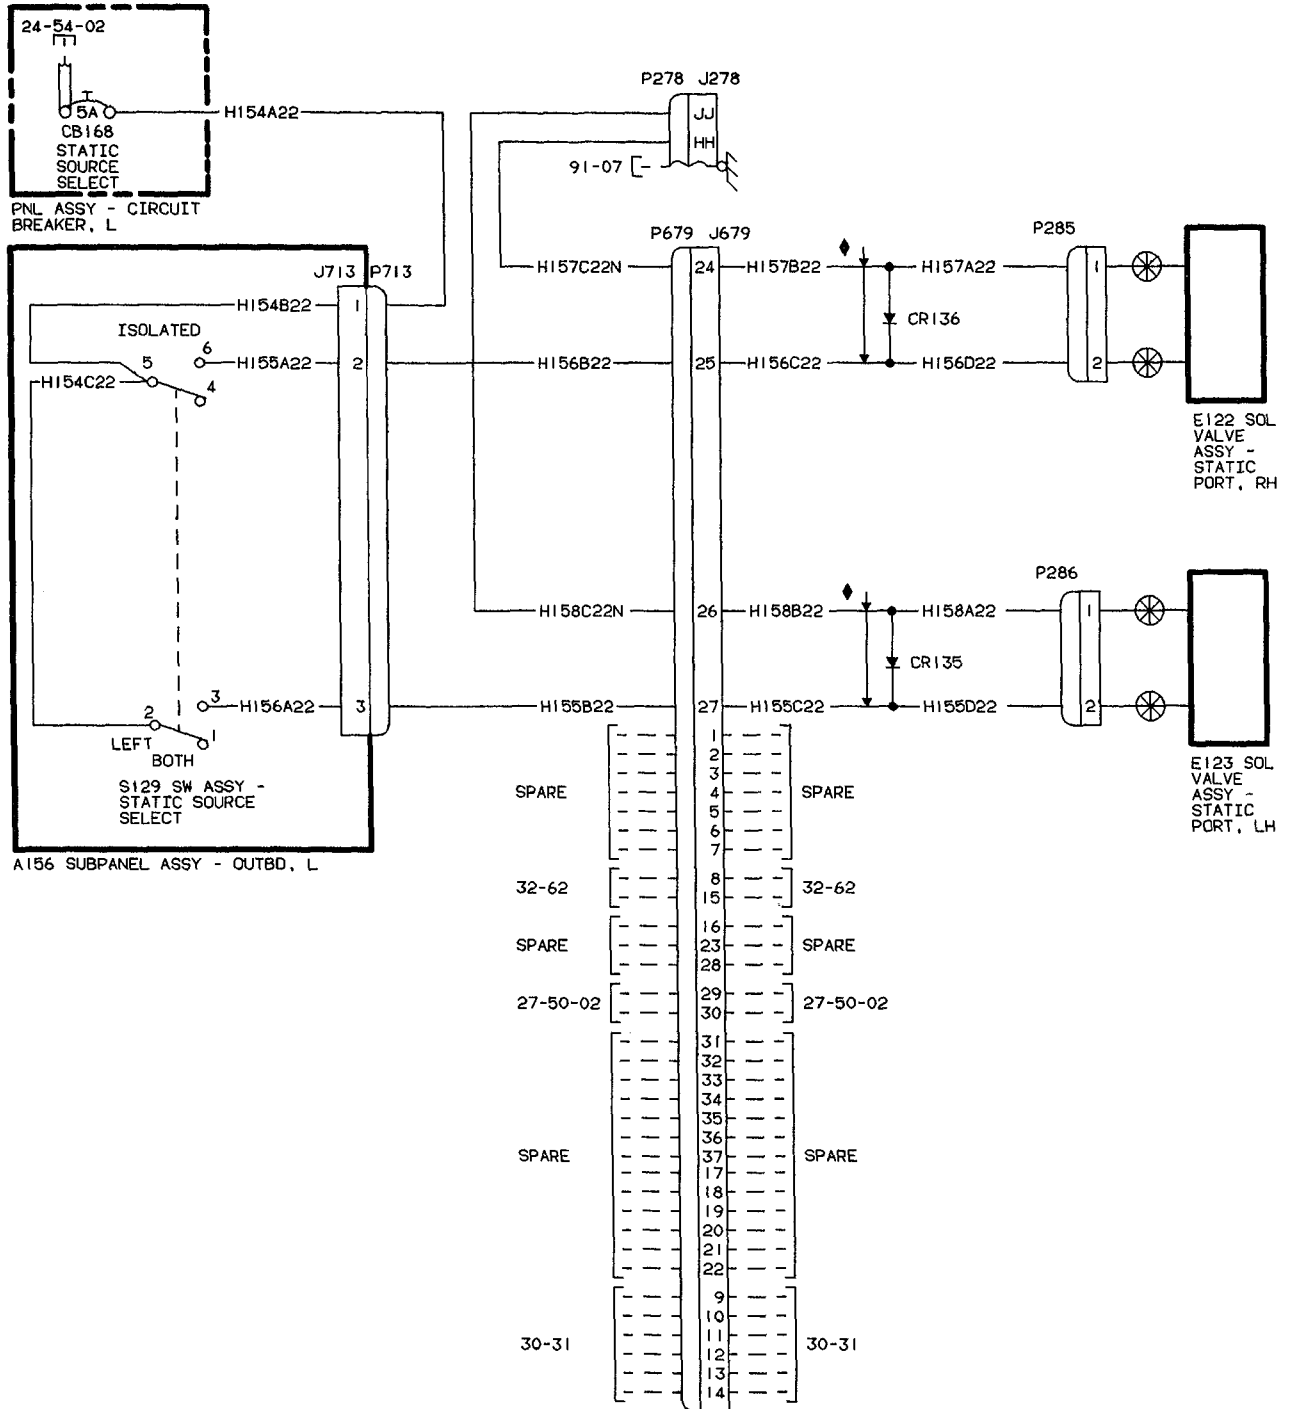 24-54-02
5A
CB168
STATIC
SOURCE
SELECT
H154A22
PNL ASSY - CIRCUIT
BREAKER, L
P278 J278
JJ
HH
91-07
P679 J679
P285
J713 P713
H157C22N 24 H157B22 H157A22 1
H154B22 1
CR136
ISOLATED
5 6 H155A22 2 H156B22 25 H156C22 H156D22 2
H154C22 4
E122 SOL
VALVE
ASSY -
STATIC
PORT, RH
P286
H158C22N 26 H158B22 H158A22 1
CR135
2 3 H156A22 3 H155B22 27 H155C22 H155D22 2
LEFT 1
BOTH
S129 SW ASSY -
STATIC SOURCE
SELECT
A156 SUBPANEL ASSY - OUTBD, L
E123 SOL
VALVE
ASSY -
STATIC
PORT, LH
1
2
3
SPARE 4 SPARE
5
6
7
32-62 8 32-62
15
16
SPARE 23 SPARE
28
27-50-02 29 27-50-02
30
31
32
33
34
35
36
SPARE 37 SPARE
17
18
19
20
21
22
9
10
11
30-31 12 30-31
13
14